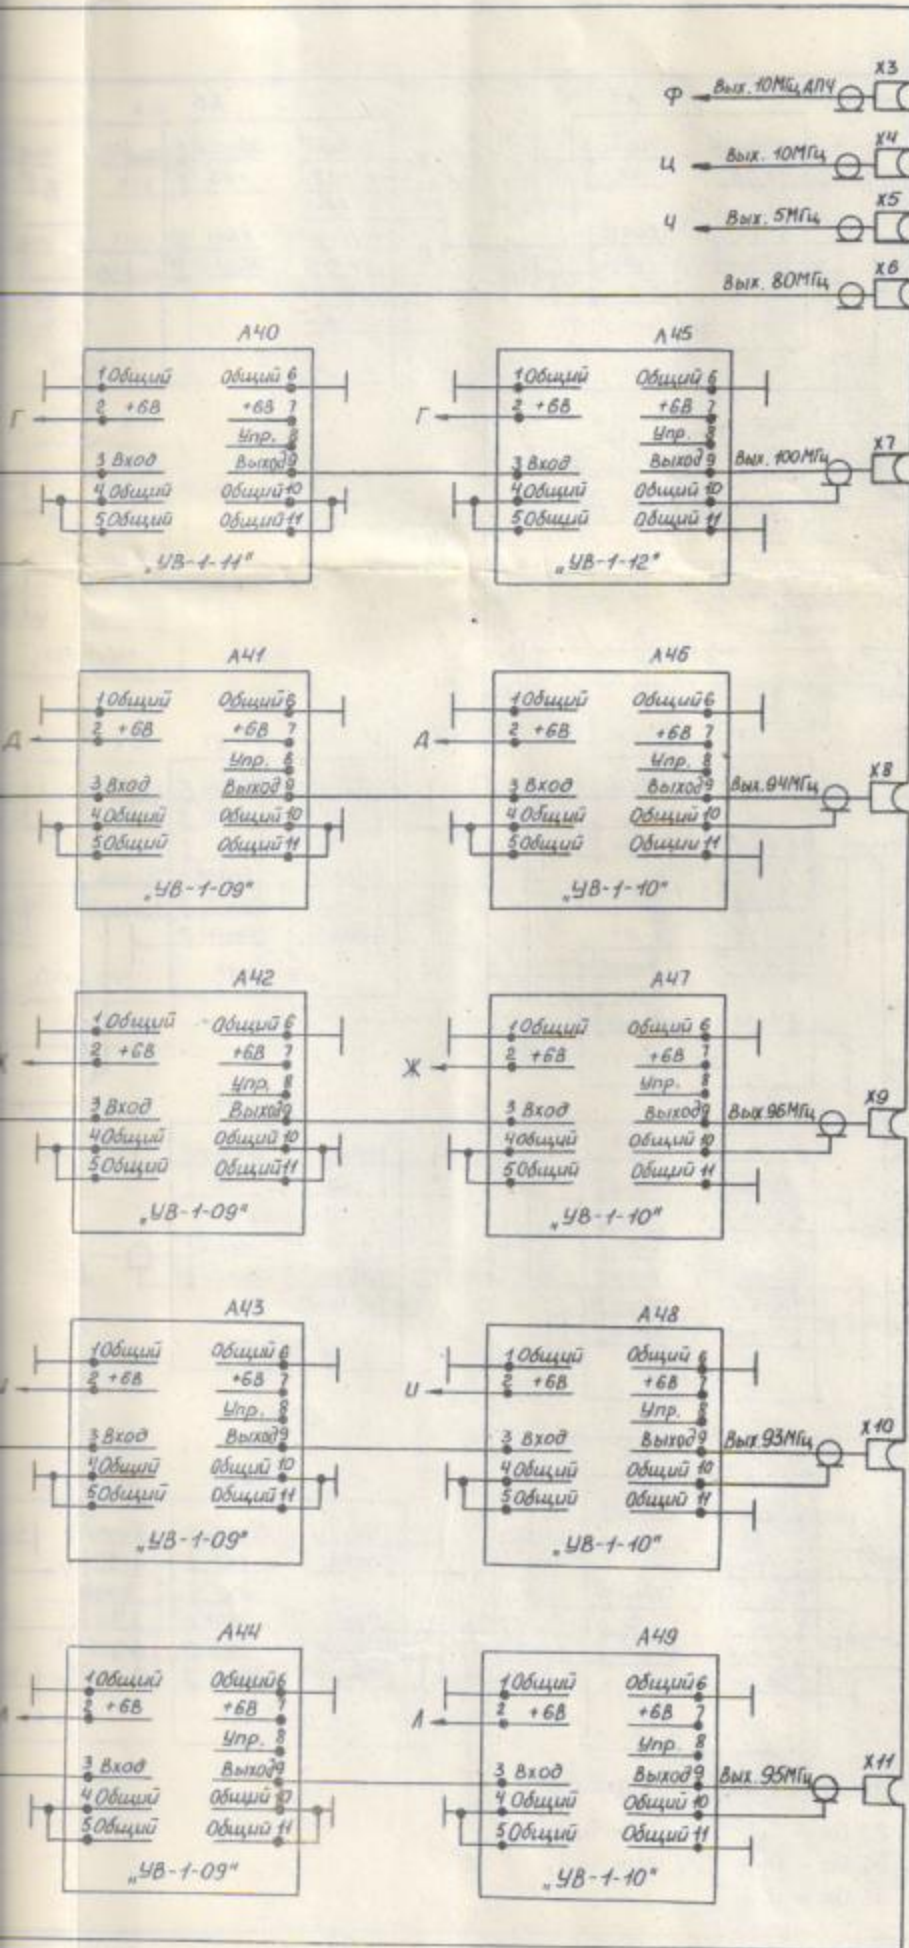 X3
Ф Вых. 10МГц АПЧ
X4
Ц Вых. 10МГц
X5
Ч Вых. 5МГц
X6
Вых. 80МГц
А40
1 Общий Общий 6
Г 2 +6В +6В 7
Упр. 8
3 Вход Выход 9
4 Общий Общий 10
5 Общий Общий 11
„УВ-1-11"
А45
1 Общий Общий 6
Г 2 +6В +6В 7
Упр. 8
3 Вход Выход 9 Вых. 100МГц X7
4 Общий Общий 10
5 Общий Общий 11
„УВ-1-12"
А41
1 Общий Общий 6
Д 2 +6В +6В 7
Упр. 8
3 Вход Выход 9
4 Общий Общий 10
5 Общий Общий 11
„УВ-1-09"
А46
1 Общий Общий 6
Д 2 +6В +6В 7
Упр. 8
3 Вход Выход 9 Вых. 94МГц X8
4 Общий Общий 10
5 Общий Общий 11
„УВ-1-10"
А42
1 Общий Общий 6
2 +6В +6В 7
Упр. 8
3 Вход Выход 9
4 Общий Общий 10
5 Общий Общий 11
„УВ-1-09"
А47
1 Общий Общий 6
Ж 2 +6В +6В 7
Упр. 8
3 Вход Выход 9 Вых 96МГц X9
4 Общий Общий 10
5 Общий Общий 11
„УВ-1-10"
А43
1 Общий Общий 6
2 +6В +6В 7
Упр. 8
3 Вход Выход 9
4 Общий Общий 10
5 Общий Общий 11
„УВ-1-09"
А48
1 Общий Общий 6
И 2 +6В +6В 7
Упр. 8
3 Вход Выход 9 Вых. 93МГц X10
4 Общий Общий 10
5 Общий Общий 11
„УВ-1-10"
А44
1 Общий Общий 6
2 +6В +6В 7
Упр. 8
3 Вход Выход 9
4 Общий Общий 10
5 Общий Общий 11
„УВ-1-09"
А49
1 Общий Общий 6
Л 2 +6В +6В 7
Упр. 8
3 Вход Выход 9 Вых. 95МГц X11
4 Общий Общий 10
5 Общий Общий 11
„УВ-1-10"